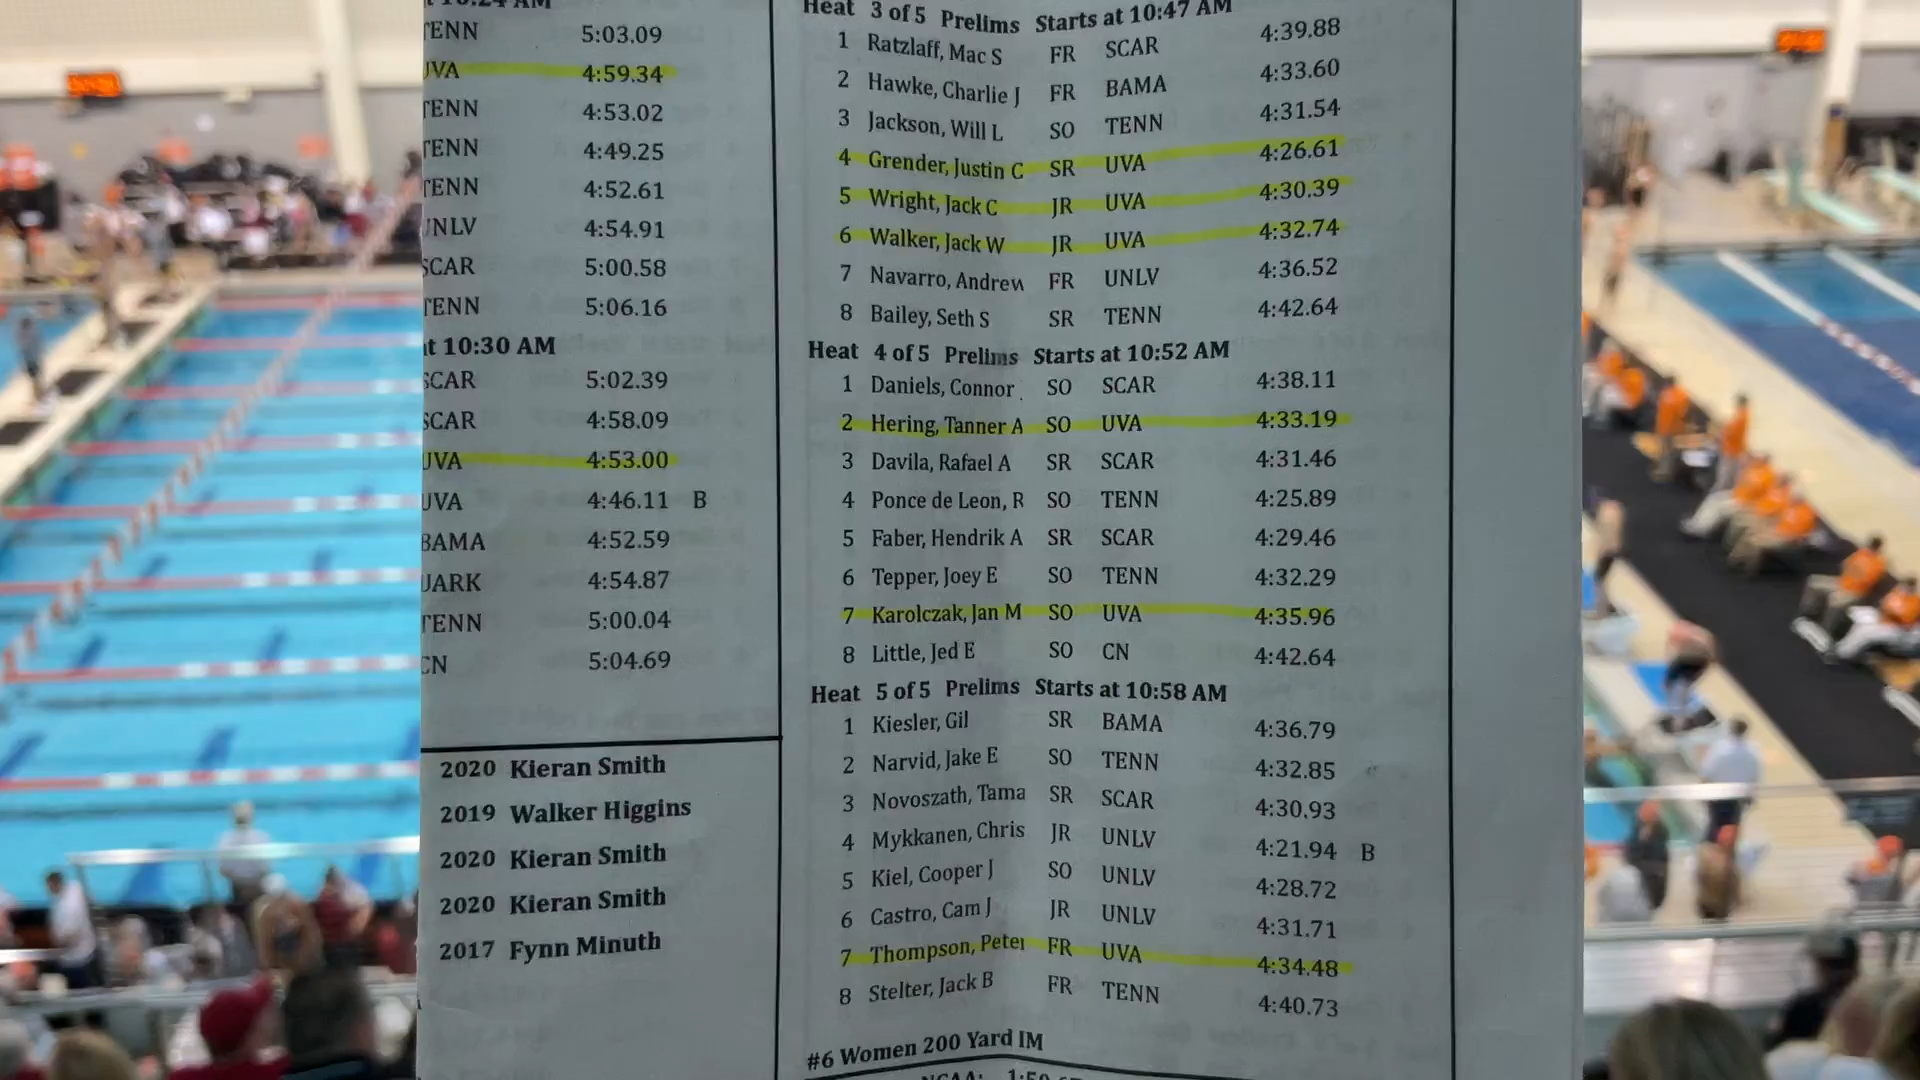 TENN 5:03.09
UVA 4:59.34
TENN 4:53.02
TENN 4:49.25
TENN 4:52.61
UNLV 4:54.91
SCAR 5:00.58
TENN 5:06.16
at 10:30 AM
SCAR 5:02.39
SCAR 4:58.09
UVA 4:53.00
UVA 4:46.11 B
BAMA 4:52.59
UARK 4:54.87
TENN 5:00.04
CN 5:04.69
2020 Kieran Smith
2019 Walker Higgins
2020 Kieran Smith
2020 Kieran Smith
2017 Fynn Minuth
Heat 3 of 5 Prelims Starts at 10:47 AM
1 Ratzlaff, Mac S FR SCAR 4:39.88
2 Hawke, Charlie J FR BAMA 4:33.60
3 Jackson, Will L SO TENN 4:31.54
4 Grender, Justin C SR UVA 4:26.61
5 Wright, Jack C JR UVA 4:30.39
6 Walker, Jack W JR UVA 4:32.74
7 Navarro, Andrew FR UNLV 4:36.52
8 Bailey, Seth S SR TENN 4:42.64
Heat 4 of 5 Prelims Starts at 10:52 AM
1 Daniels, Connor SO SCAR 4:38.11
2 Hering, Tanner A SO UVA 4:33.19
3 Davila, Rafael A SR SCAR 4:31.46
4 Ponce de Leon, R SO TENN 4:25.89
5 Faber, Hendrik A SR SCAR 4:29.46
6 Tepper, Joey E SO TENN 4:32.29
7 Karolczak, Jan M SO UVA 4:35.96
8 Little, Jed E SO CN 4:42.64
Heat 5 of 5 Prelims Starts at 10:58 AM
1 Kiesler, Gil SR BAMA 4:36.79
2 Narvid, Jake E SO TENN 4:32.85
3 Novoszath, Tama SR SCAR 4:30.93
4 Mykkanen, Chris JR UNLV 4:21.94 B
5 Kiel, Cooper J SO UNLV 4:28.72
6 Castro, Cam J JR UNLV 4:31.71
7 Thompson, Peter FR UVA 4:34.48
8 Stelter, Jack B FR TENN 4:40.73
#6 Women 200 Yard IM